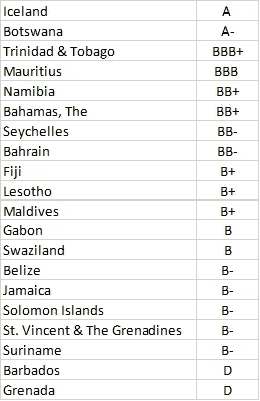 Iceland A
Botswana A-
Trinidad & Tobago BBB+
Mauritius BBB
Namibia BB+
Bahamas, The BB+
Seychelles BB-
Bahrain BB-
Fiji B+
Lesotho B+
Maldives B+
Gabon B
Swaziland B
Belize B-
Jamaica B-
Solomon Islands B-
St. Vincent & The Grenadines B-
Suriname B-
Barbados D
Grenada D